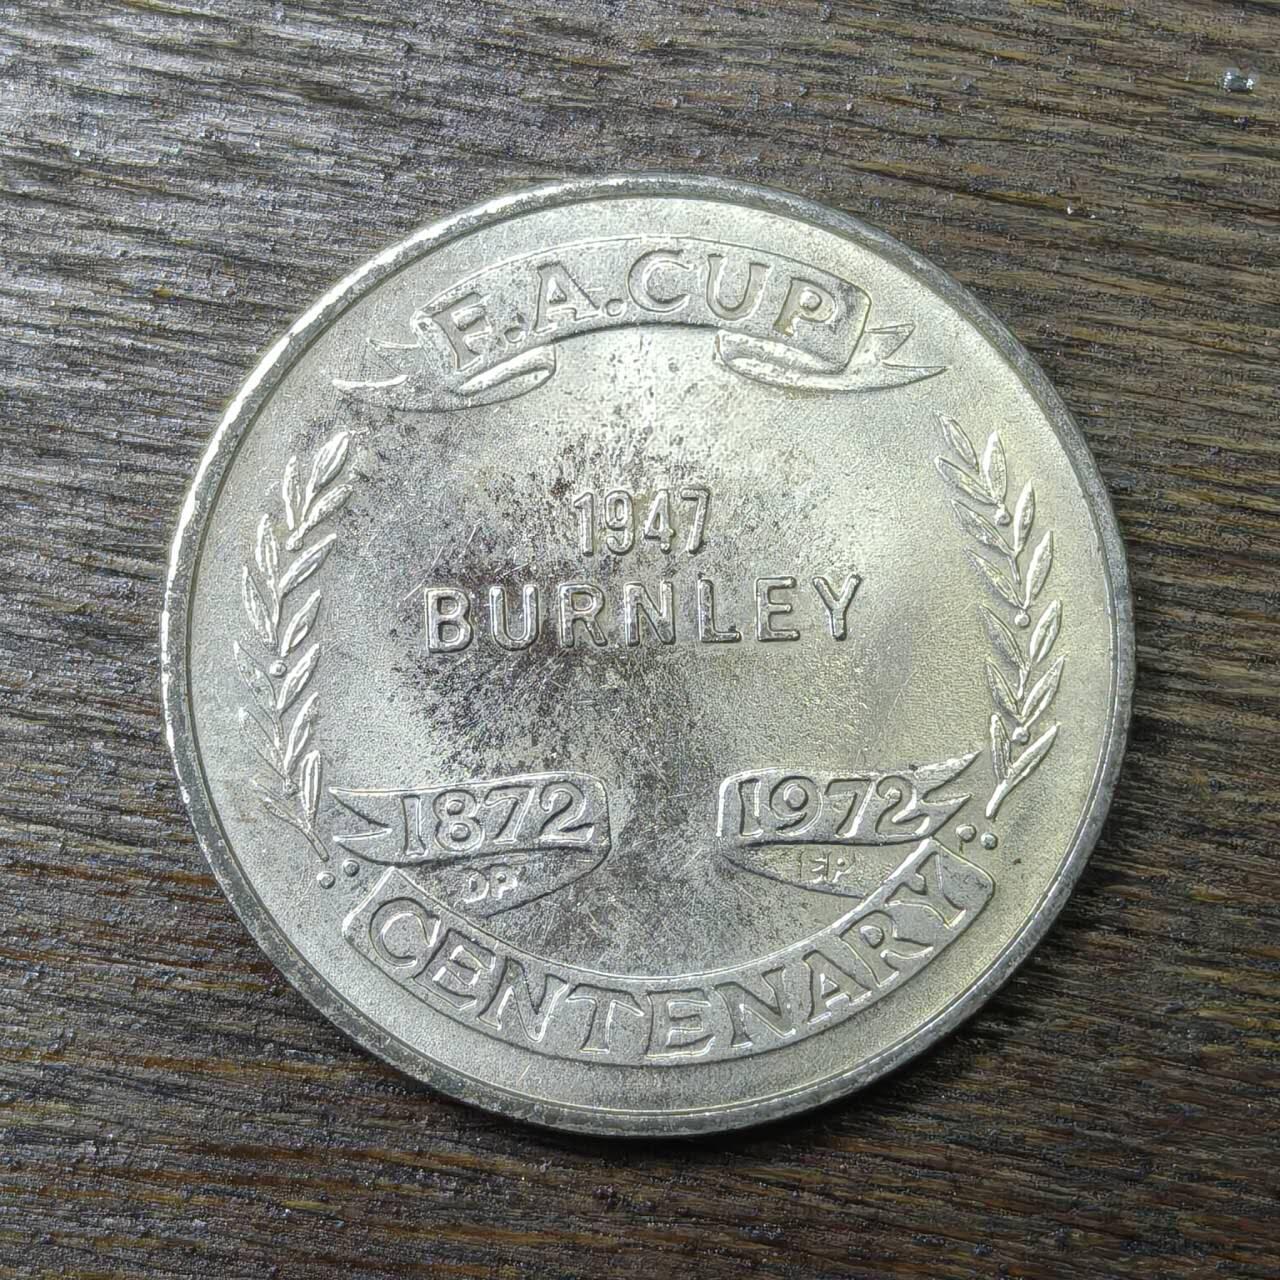 F.A.CUP
1947
BURNLEY
1872 1972
DP EP
CENTENARY